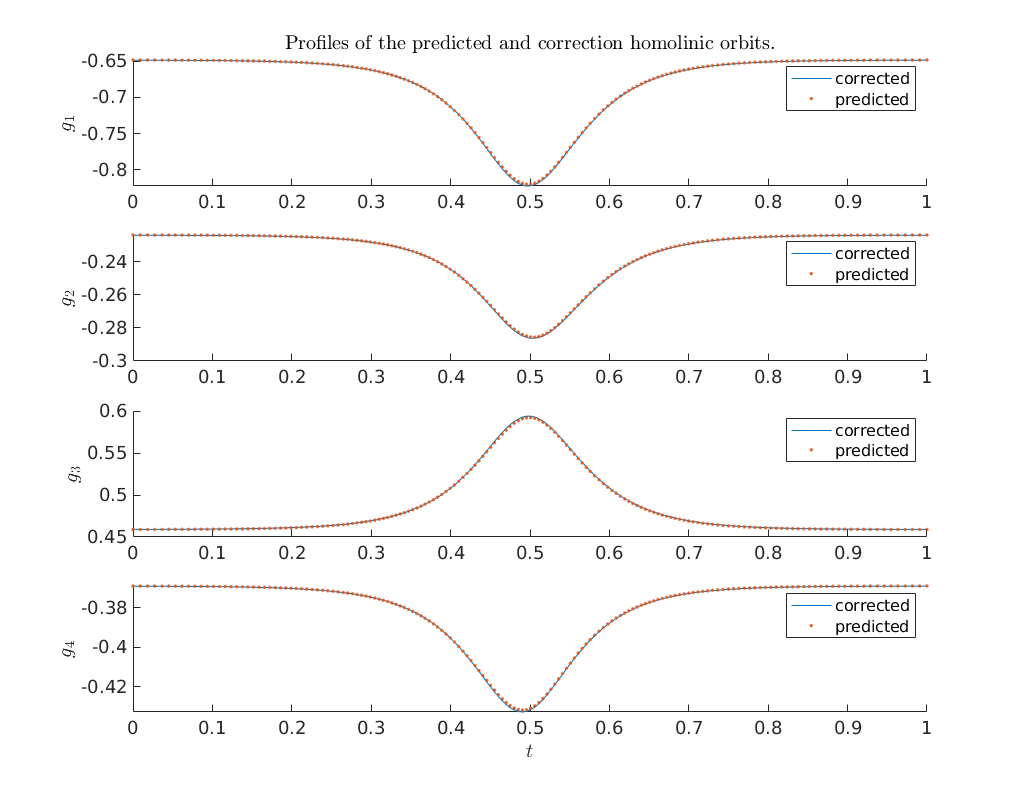 Profiles of the predicted and correction homolinic orbits.
-0.65
-0.7
-0.75
-0.8
g1
corrected
predicted
0 0.1 0.2 0.3 0.4 0.5 0.6 0.7 0.8 0.9 1
-0.24
-0.26
-0.28
-0.3
g2
corrected
predicted
0 0.1 0.2 0.3 0.4 0.5 0.6 0.7 0.8 0.9 1
0.6
0.55
0.5
0.45
g3
corrected
predicted
0 0.1 0.2 0.3 0.4 0.5 0.6 0.7 0.8 0.9 1
-0.38
-0.4
-0.42
g4
corrected
predicted
0 0.1 0.2 0.3 0.4 0.5 0.6 0.7 0.8 0.9 1
t